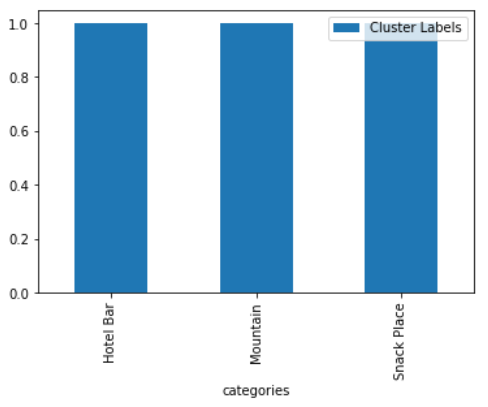 Cluster Labels
1.0
0.8
0.6
0.4
0.2
0.0
Hotel Bar
Mountain
Snack Place
categories